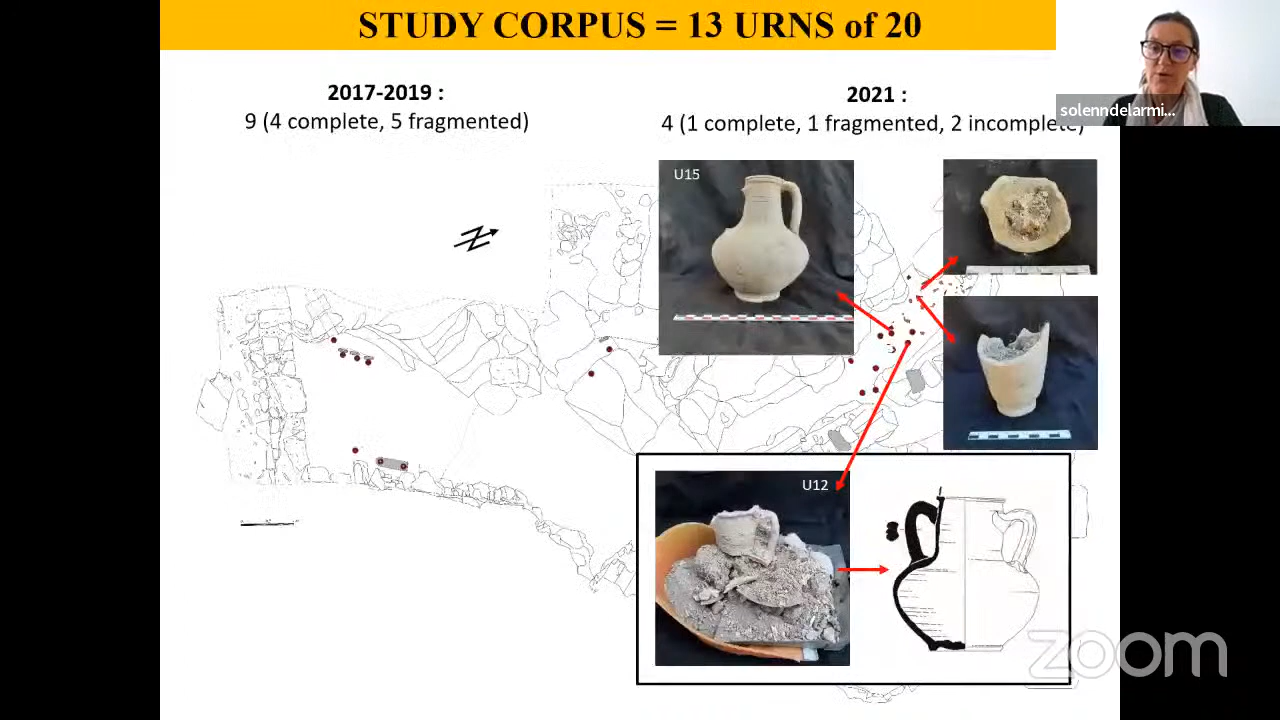 STUDY CORPUS = 13 URNS of 20
2017-2019 :
9 (4 complete, 5 fragmented)
2021 :
4 (1 complete, 1 fragmented, 2 incomplete)
solenndelarmi...
U15
U12
zoom